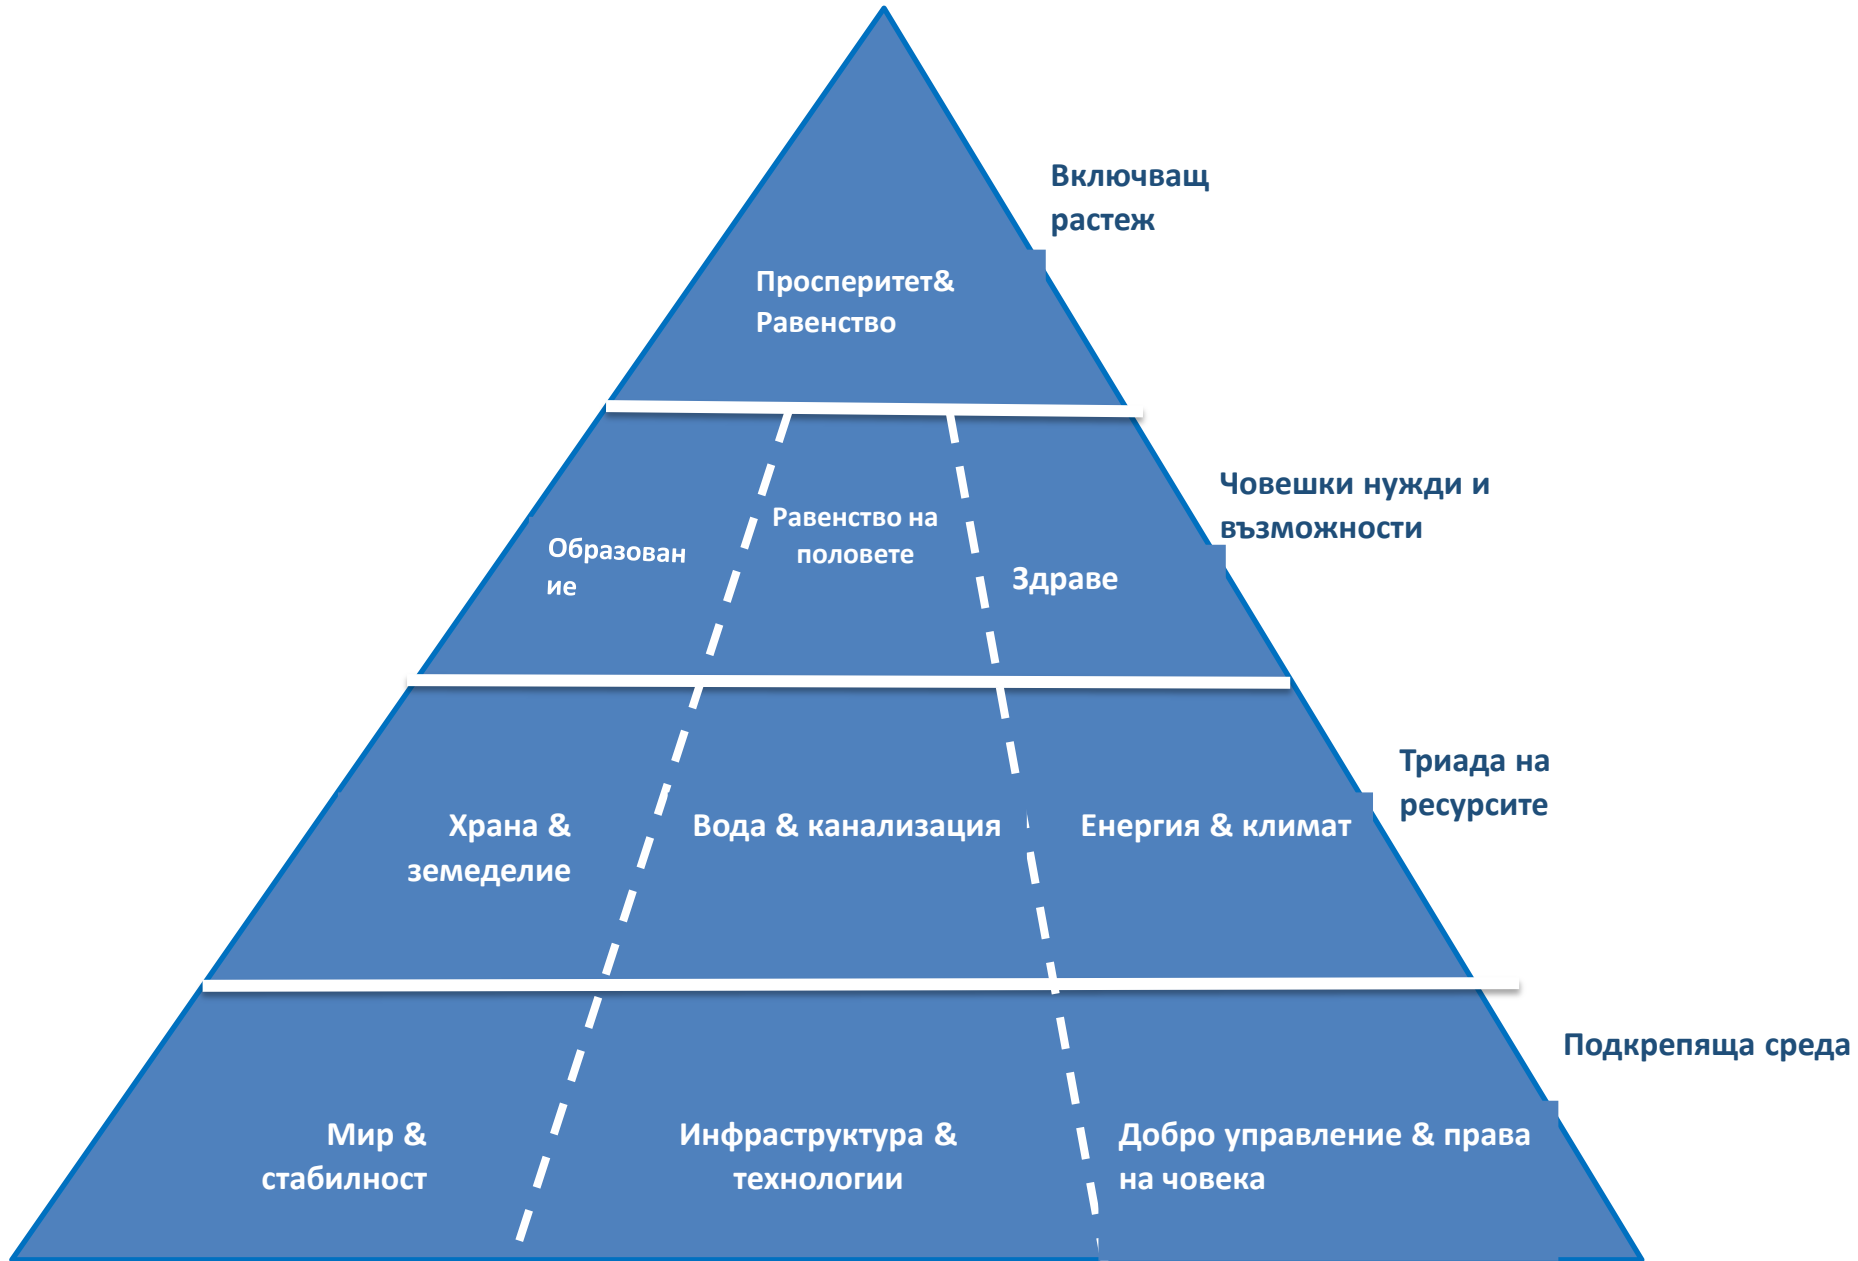 Включващ
растеж
Просперитет&
Равенство
Човешки нужди и
възможности
Образован
ие
Равенство на
половете
Здраве
Триада на
ресурсите
Храна &
земеделие
Вода & канализация
Енергия & климат
Подкрепяща среда
Мир &
стабилност
Инфраструктура &
технологии
Добро управление & права
на човека